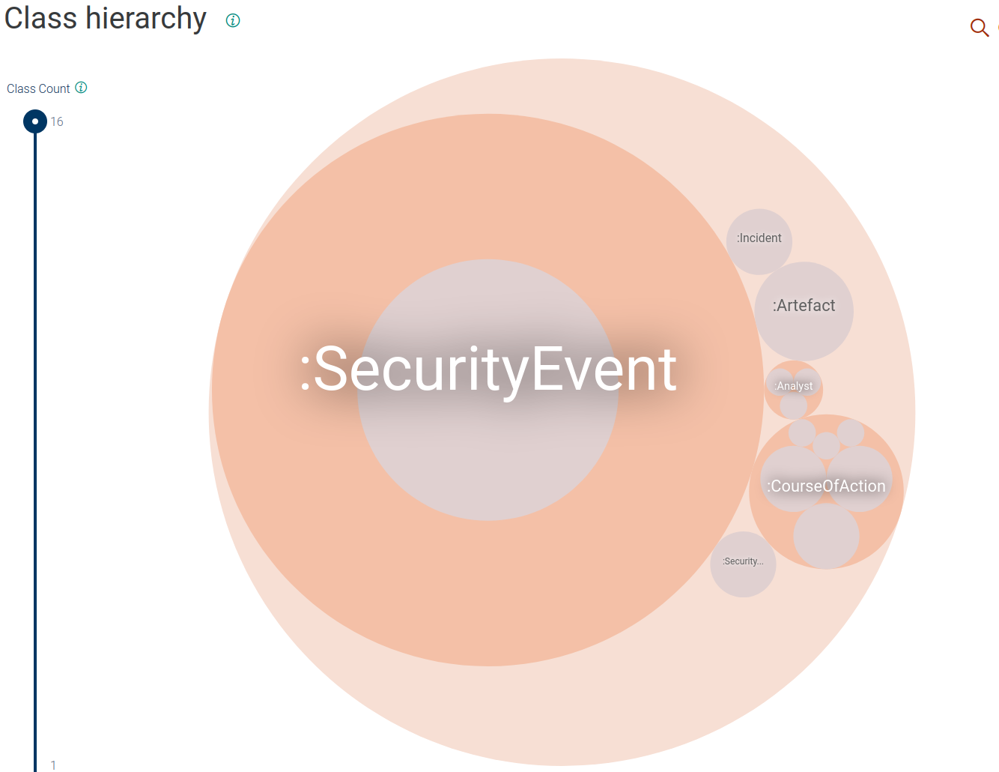 Class hierarchy
Class Count
16
:Incident
:Artefact
:SecurityEvent
:Analyst
:CourseOfAction
:Security...
1